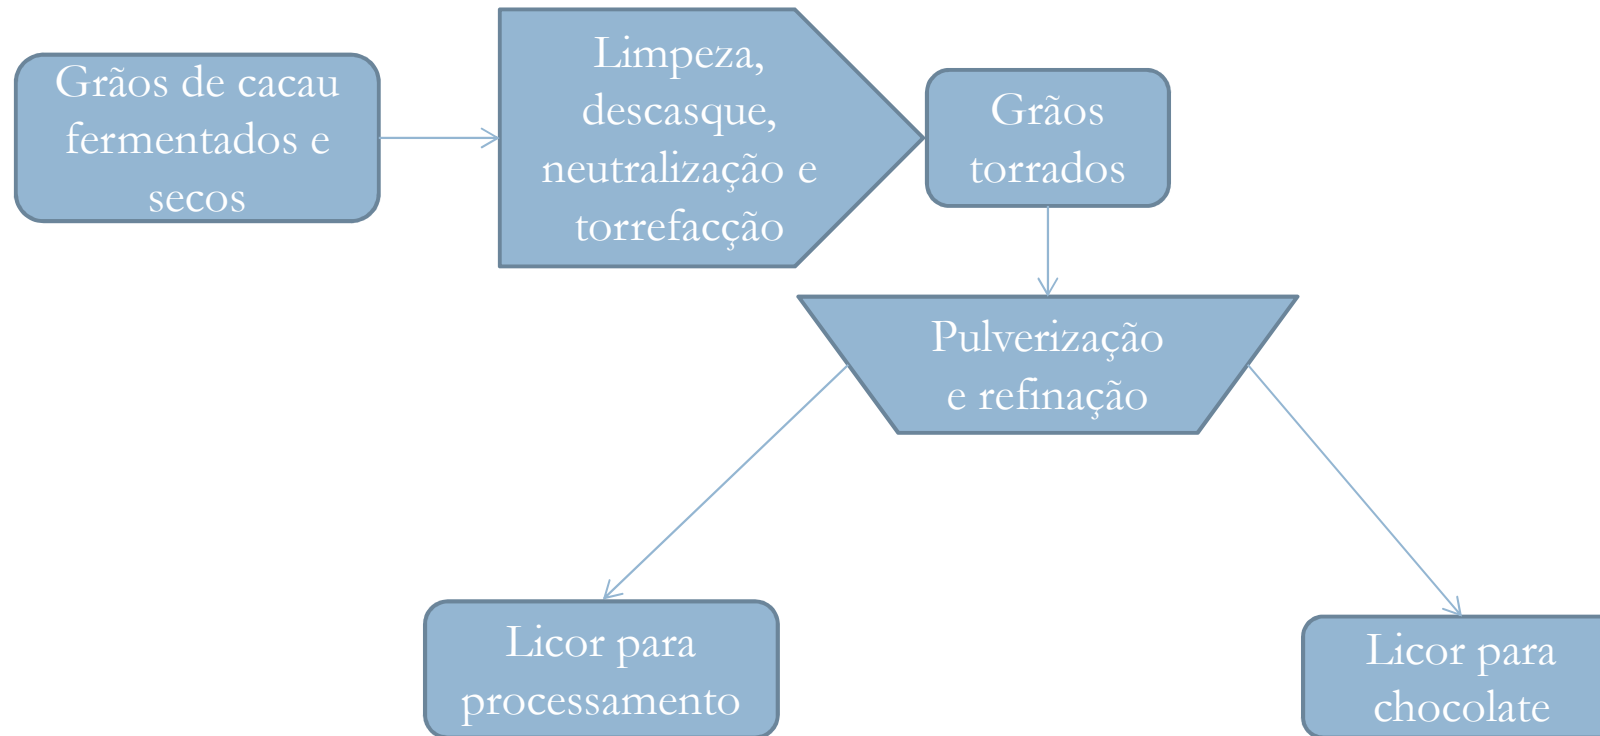 Grãos de cacau
fermentados e
secos
Limpeza,
descasque,
neutralização e
torrefacção
Grãos
torrados
Pulverização
e refinação
Licor para
processamento
Licor para
chocolate